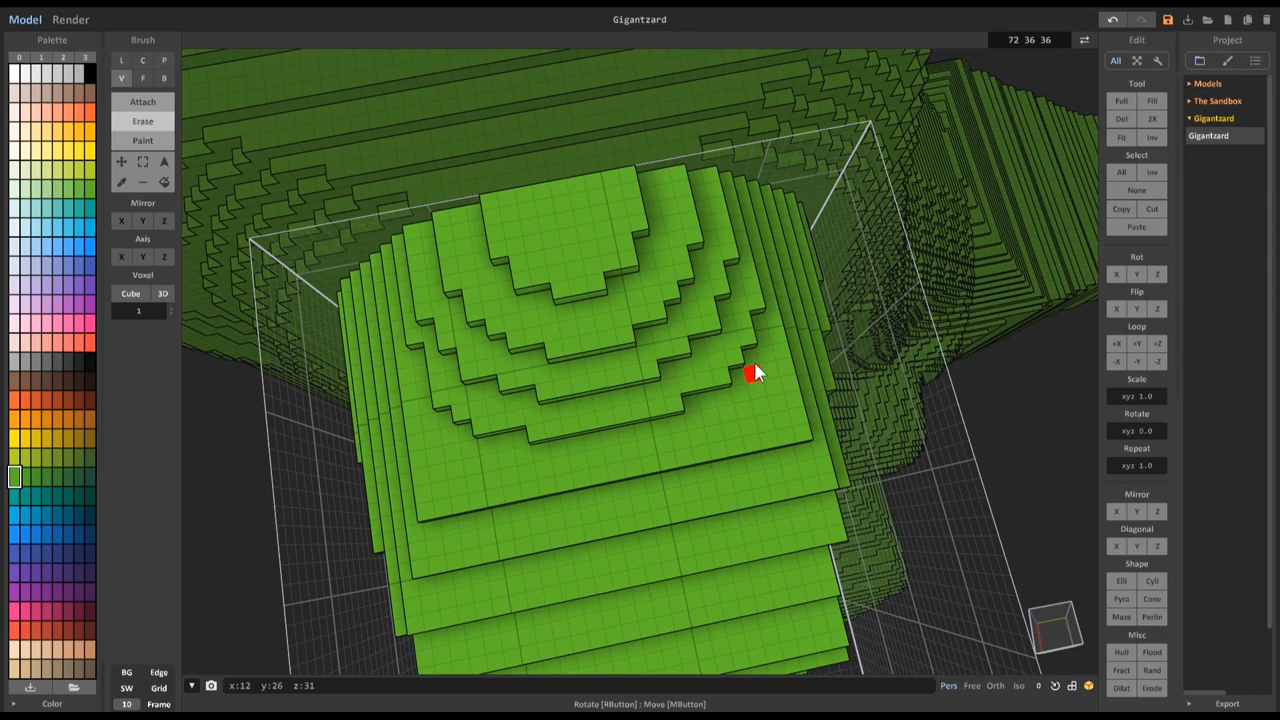 Model Render
Gigantzard
Palette
Brush
72 36 36
Edit
Project
0 1 2 3
L C P
All
V F B
Tool
Models
Attach
Full Fill
The Sandbox
Erase
Del 2X
Gigantzard
Paint
Fit Inv
Gigantzard
Select
All Inv
None
Mirror
Copy Cut
X Y Z
Paste
Axis
X Y Z
Rot
Voxel
X Y Z
Cube 3D
Flip
1
X Y Z
Loop
+X +Y +Z
-X -Y -Z
Scale
xyz 1.0
Rotate
xyz 0.0
Repeat
xyz 1.0
Mirror
X Y Z
Diagonal
X Y Z
Shape
Elli Cyli
Pyra Cone
Maze Perlin
Misc
Hull Flood
Fract Rand
Dilat Erode
BG Edge
SW Grid
10 Frame
x:12 y:26 z:31
Pers Free Orth Iso 0
Color
Rotate [RButton] : Move [MButton]
Export